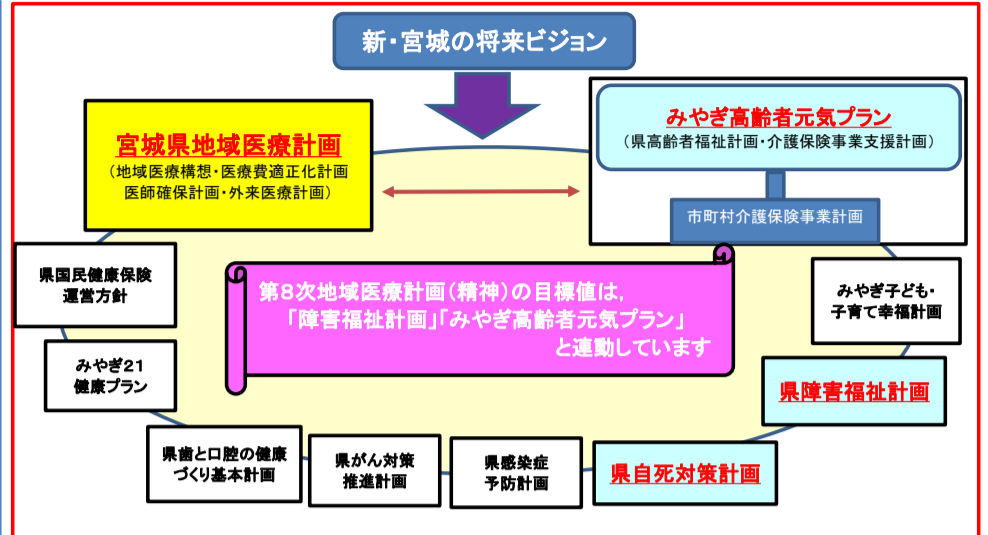 新・宮城の将来ビジョン
宮城県地域医療計画
（地域医療構想・医療費適正化計画
医師確保計画・外来医療計画）
みやぎ高齢者元気プラン
（県高齢者福祉計画・介護保険事業支援計画）
市町村介護保険事業計画
県国民健康保険
運営方針
第８次地域医療計画（精神）の目標値は，
「障害福祉計画」「みやぎ高齢者元気プラン」
と連動しています
みやぎ子ども・
子育て幸福計画
みやぎ２１
健康プラン
県障害福祉計画
県歯と口腔の健康
づくり基本計画
県がん対策
推進計画
県感染症
予防計画
県自死対策計画